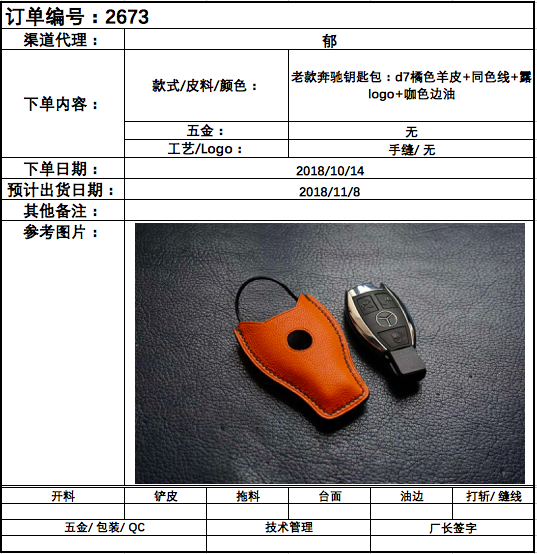 订单编号：2673
渠道代理：
郁
下单内容：
款式/皮料/颜色：
老款奔驰钥匙包：d7橘色羊皮+同色线+露
logo+咖色边油
五金：
无
工艺/Logo：
手缝/ 无
下单日期：
2018/10/14
预计出货日期：
2018/11/8
其他备注：
参考图片：
开料
铲皮
拖料
台面
油边
打斩/ 缝线
五金/ 包装/ QC
技术管理
厂长签字